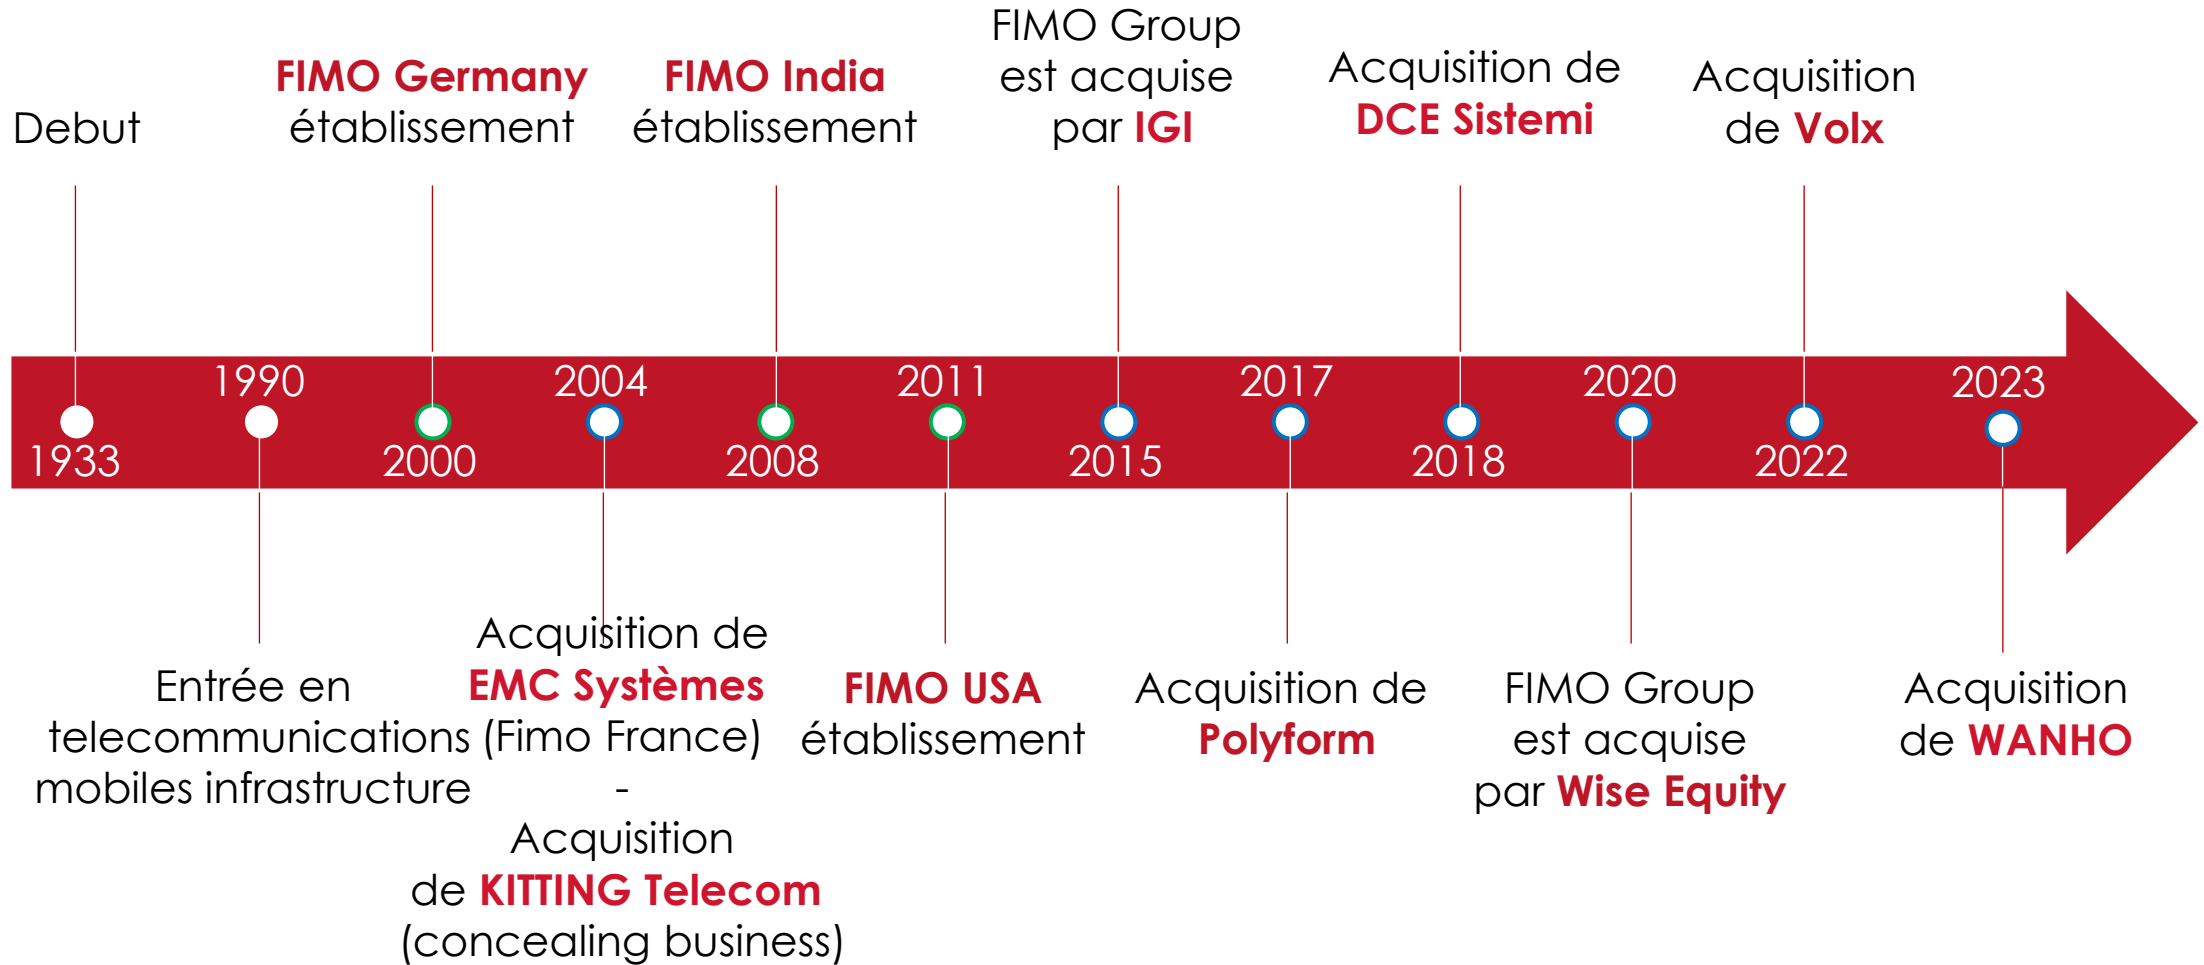 Debut
1933
1990
Entrée en
telecommunications
mobiles infrastructure
FIMO Germany
établissement
2000
2004
Acquisition de
EMC Systèmes
(Fimo France)
-
Acquisition
de KITTING Telecom
(concealing business)
FIMO India
établissement
2008
2011
FIMO USA
établissement
FIMO Group
est acquise
par IGI
2015
2017
Acquisition de
Polyform
Acquisition de
DCE Sistemi
2018
2020
FIMO Group
est acquise
par Wise Equity
Acquisition
de Volx
2022
2023
Acquisition
de WANHO